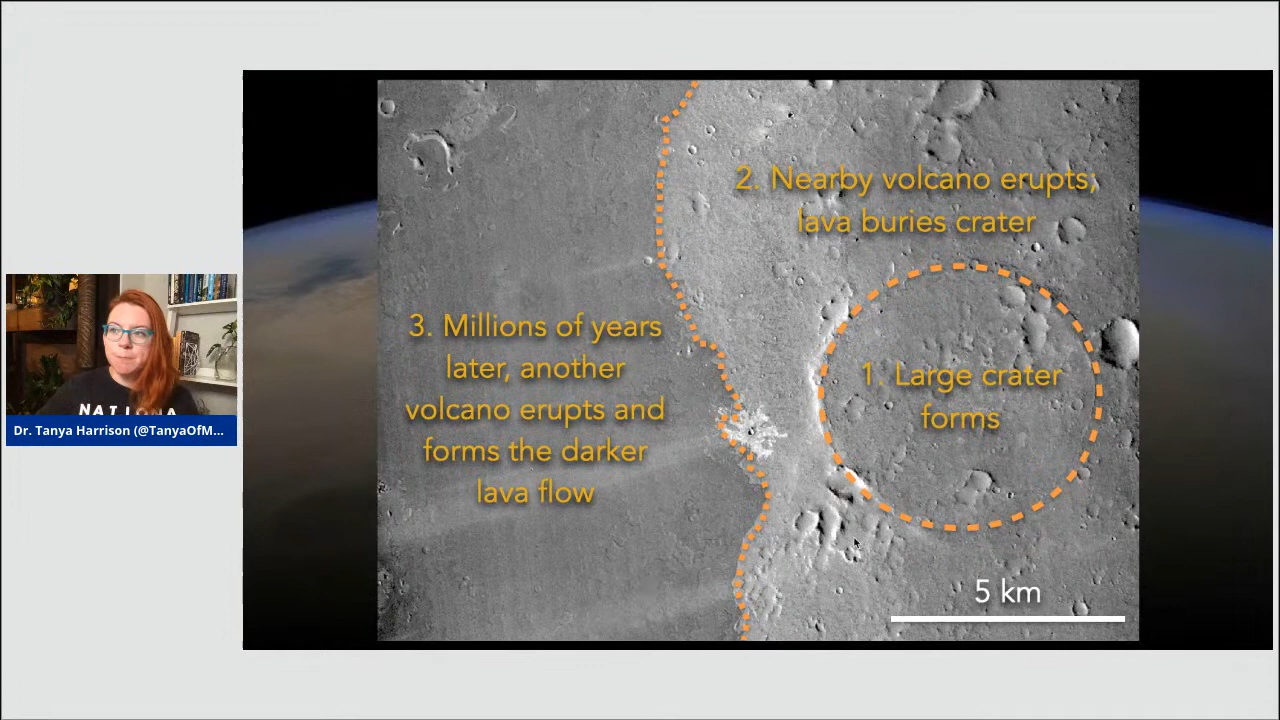 2. Nearby volcano erupts;
lava buries crater
3. Millions of years
later, another
volcano erupts and
forms the darker
lava flow
1. Large crater
forms
5 km
NATIONA
Dr. Tanya Harrison (@TanyaOfM...